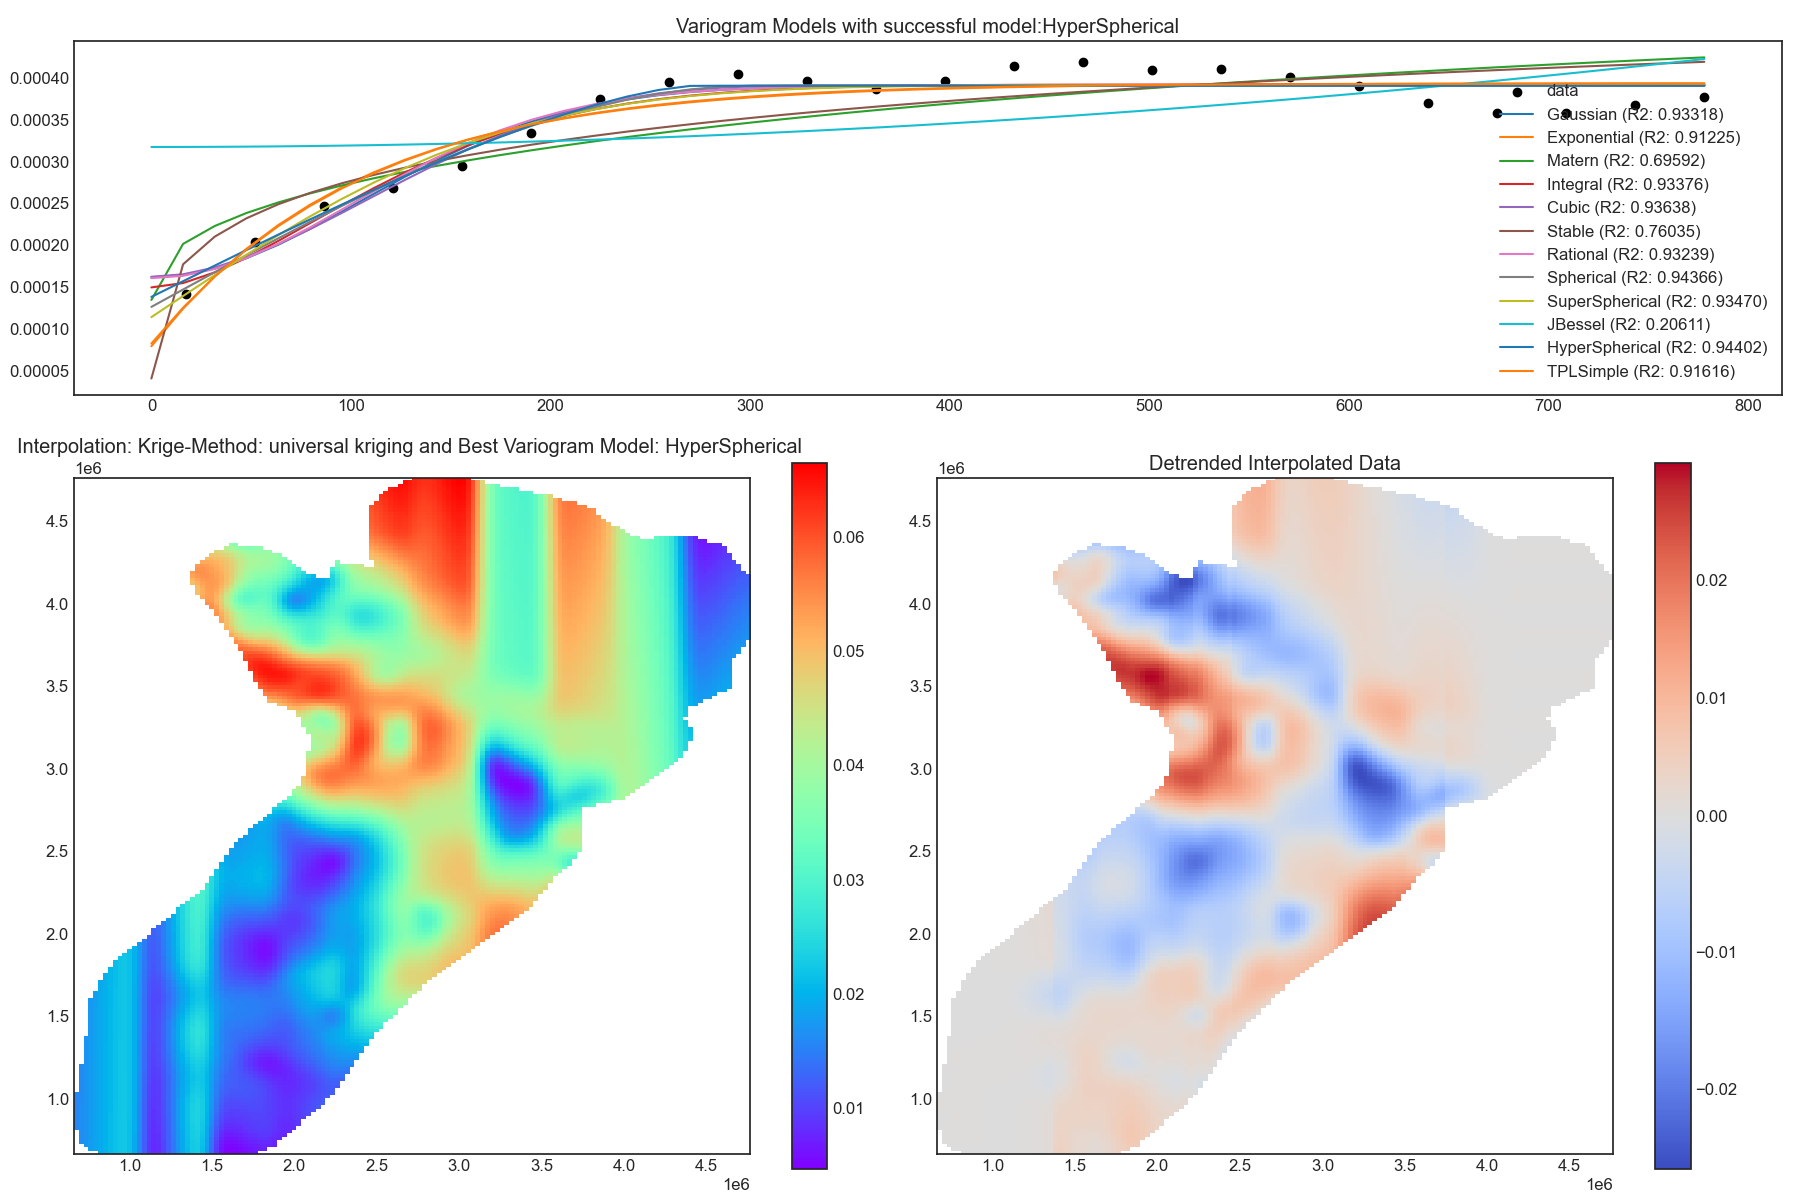 Variogram Models with successful model:HyperSpherical
0.00040
0.00035
0.00030
0.00025
0.00020
0.00015
0.00010
0.00005
data
Gaussian (R2: 0.93318)
Exponential (R2: 0.91225)
Matern (R2: 0.69592)
Integral (R2: 0.93376)
Cubic (R2: 0.93638)
Stable (R2: 0.76035)
Rational (R2: 0.93239)
Spherical (R2: 0.94366)
SuperSpherical (R2: 0.93470)
JBessel (R2: 0.20611)
HyperSpherical (R2: 0.94402)
TPLSimple (R2: 0.91616)
0 100 200 300 400 500 600 700 800
Interpolation: Krige-Method: universal kriging and Best Variogram Model: HyperSpherical
1e6
4.5
4.0
3.5
3.0
2.5
2.0
1.5
1.0
1.0 1.5 2.0 2.5 3.0 3.5 4.0 4.5
1e6
0.06
0.05
0.04
0.03
0.02
0.01
Detrended Interpolated Data
1e6
4.5
4.0
3.5
3.0
2.5
2.0
1.5
1.0
1.0 1.5 2.0 2.5 3.0 3.5 4.0 4.5
1e6
0.02
0.01
0.00
−0.01
−0.02